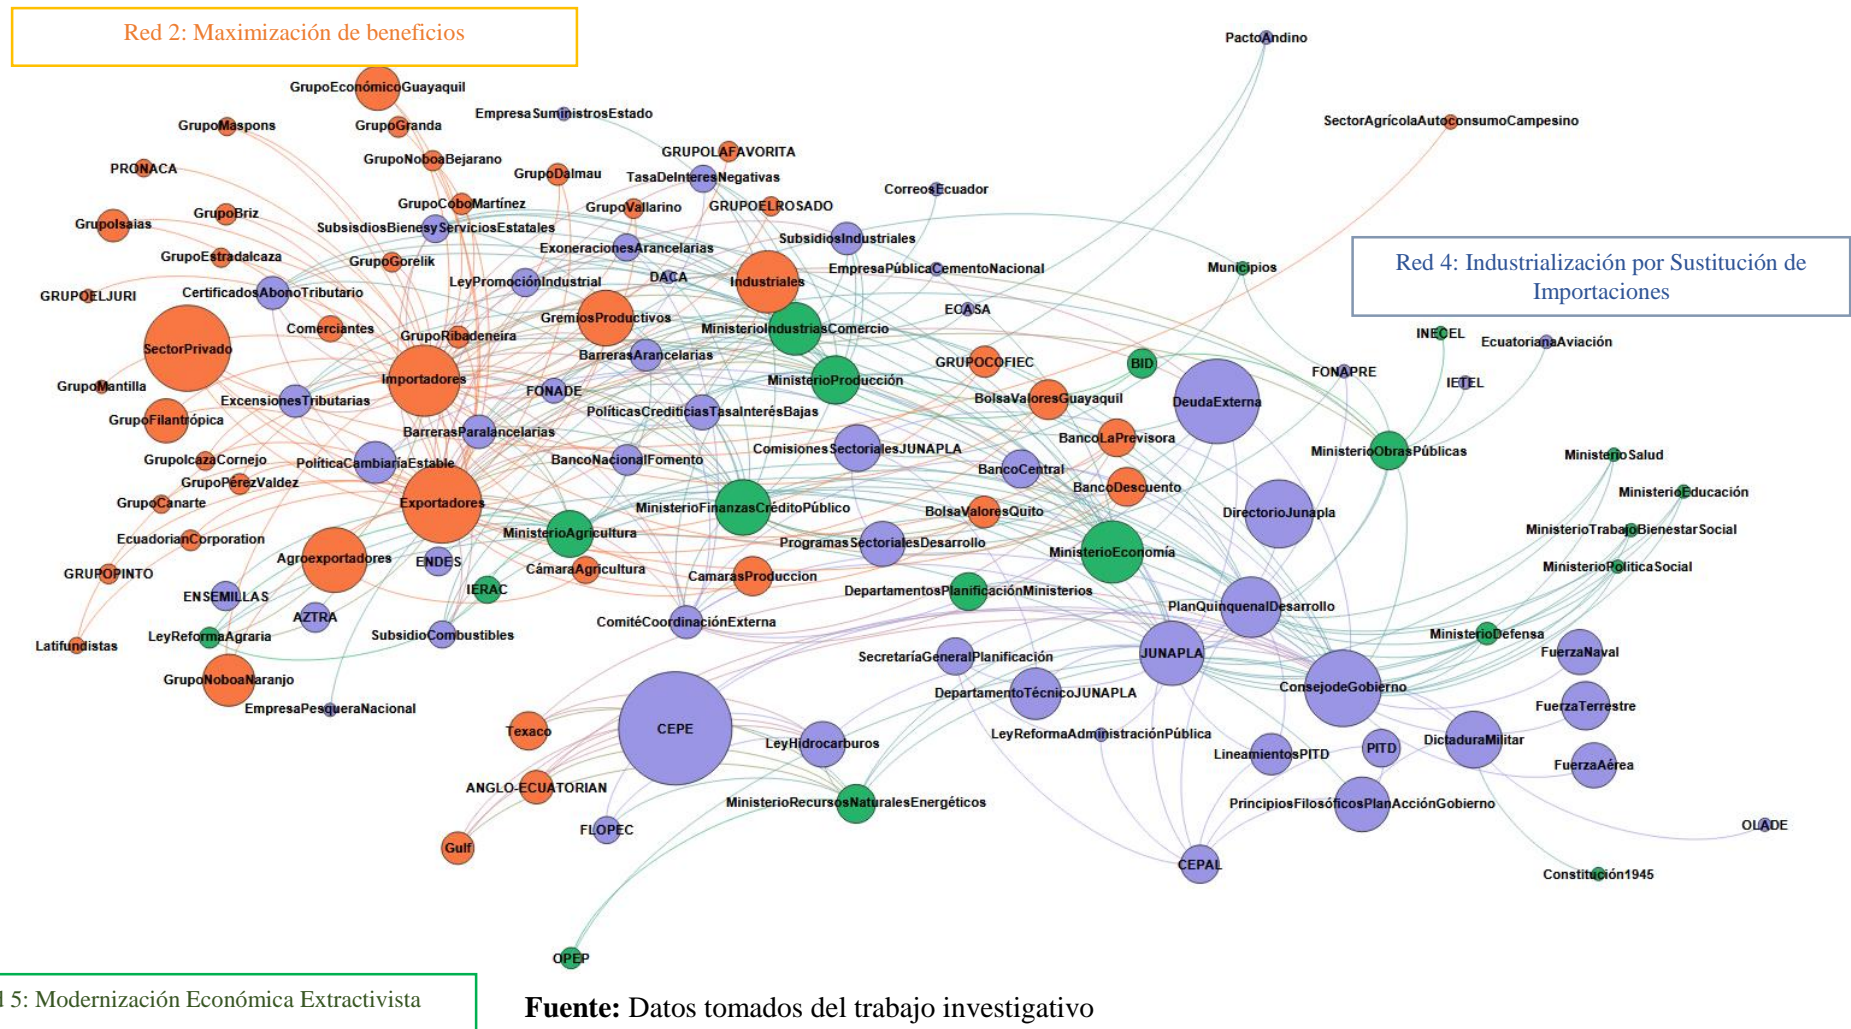 Red 2: Maximización de beneficios
PactoAndino
GrupoEconómicoGuayaquil
EmpresaSuministrosEstado
SectorAgrícolaAutoconsumoCampesino
GrupoMaspons
GrupoGranda
GRUPOLAFAVORITA
GrupoNoboaBejarano
PRONACA
GrupoDalmau
TasaDeInteresNegativas
CorreosEcuador
GrupoCoboMartínez
GrupoVallarino
GRUPOELROSADO
GrupoBriz
GrupoIsaias
SubsisdiosBienesyServiciosEstatales
SubsidiosIndustriales
ExoneracionesArancelarias
GrupoEstradalcaza
GrupoGorelik
EmpresaPúblicaCementoNacional
Municipios
Red 4: Industrialización por Sustitución de
Importaciones
DACA
LeyPromociónIndustrial
Industriales
GRUPOELJURI
CertificadosAbonoTributario
ECASA
GremiosProductivos
Comerciantes
MinisterioIndustriasComercio
GrupoRibadeneira
INECEL
EcuatorianaAviación
SectorPrivado
BarrerasArancelarias
GRUPOCOFIEC
BID
FONAPRE
Importadores
MinisterioProducción
IETEL
GrupoMantilla
FONADE
BolsaValoresGuayaquil
DeudaExterna
ExcensionesTributarias
PolíticasCrediticiasTasaInterésBajas
GrupoFilantrópica
BarrerasParalancelarias
BancoLaPrevisora
ComisionesSectorialesJUNAPLA
MinisterioObrasPúblicas
MinisterioSalud
GrupoIcazaCornejo
PolíticaCambiariaEstable
BancoNacionalFomento
BancoCentral
GrupoPérezValdez
BancoDescuento
MinisterioEducación
GrupoCanarte
Exportadores
MinisterioFinanzasCréditoPúblico
BolsaValoresQuito
DirectorioJunapla
MinisterioAgricultura
MinisterioTrabajoBienestarSocial
EcuadorianCorporation
ProgramasSectorialesDesarrollo
MinisterioEconomía
Agroexportadores
ENDES
CámaraAgricultura
CamarasProduccion
MinisterioPoliticaSocial
GRUPOPINTO
IERAC
DepartamentosPlanificaciónMinisterios
ENSEMILLAS
PlanQuinquenalDesarrollo
AZTRA
ComitéCoordinaciónExterna
LeyReformaAgraria
SubsidioCombustibles
MinisterioDefensa
Latifundistas
SecretaríaGeneralPlanificación
JUNAPLA
FuerzaNaval
GrupoNoboaNaranjo
ConsejodeGobierno
DepartamentoTécnicoJUNAPLA
EmpresaPesqueraNacional
FuerzaTerrestre
Texaco
CEPE
LeyHidrocarburos
LeyReformaAdministraciónPública
DictaduraMilitar
PITD
LineamientosPITD
FuerzaAérea
ANGLO-ECUATORIAN
MinisterioRecursosNaturalesEnergéticos
PrincipiosFilosóficosPlanAcciónGobierno
FLOPEC
OLADE
Gulf
CEPAL
Constitución1945
OPEP
d 5: Modernización Económica Extractivista
Fuente: Datos tomados del trabajo investigativo